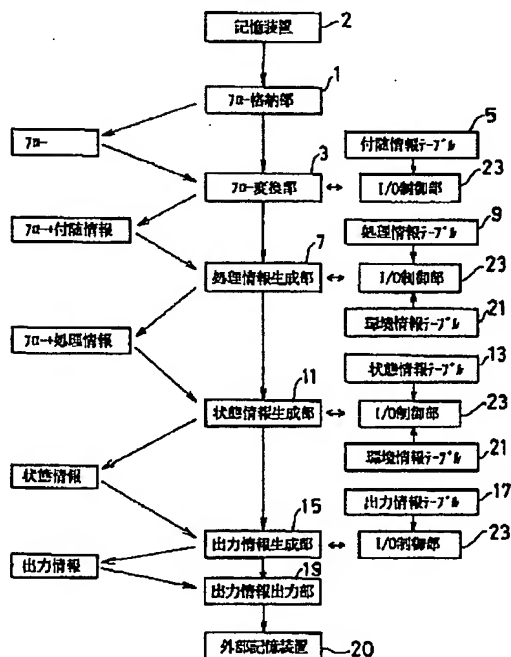 記憶装置
2
1
フロー格納部
フロー
5
付随情報テーブル
3
フロー変換部
I/O制御部
23
フロー+付随情報
9
処理情報テーブル
7
処理情報生成部
I/O制御部
23
環境情報テーブル
21
フロー+処理情報
13
状態情報テーブル
11
状態情報生成部
I/O制御部
23
環境情報テーブル
21
状態情報
17
出力情報テーブル
15
出力情報生成部
I/O制御部
23
出力情報
19
出力情報出力部
外部記憶装置
20